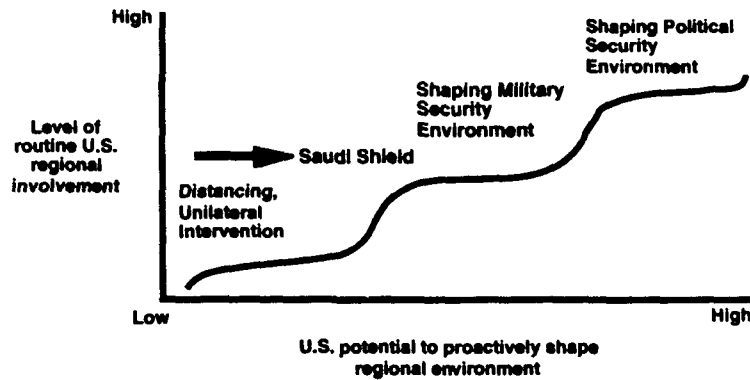 High
Shaping Political
Security
Environment
Shaping Military
Security
Environment
Level of
routine U.S.
regional
involvement
Saudi Shield
Distancing,
Unilateral
Intervention
Low
High
U.S. potential to proactively shape
regional environment